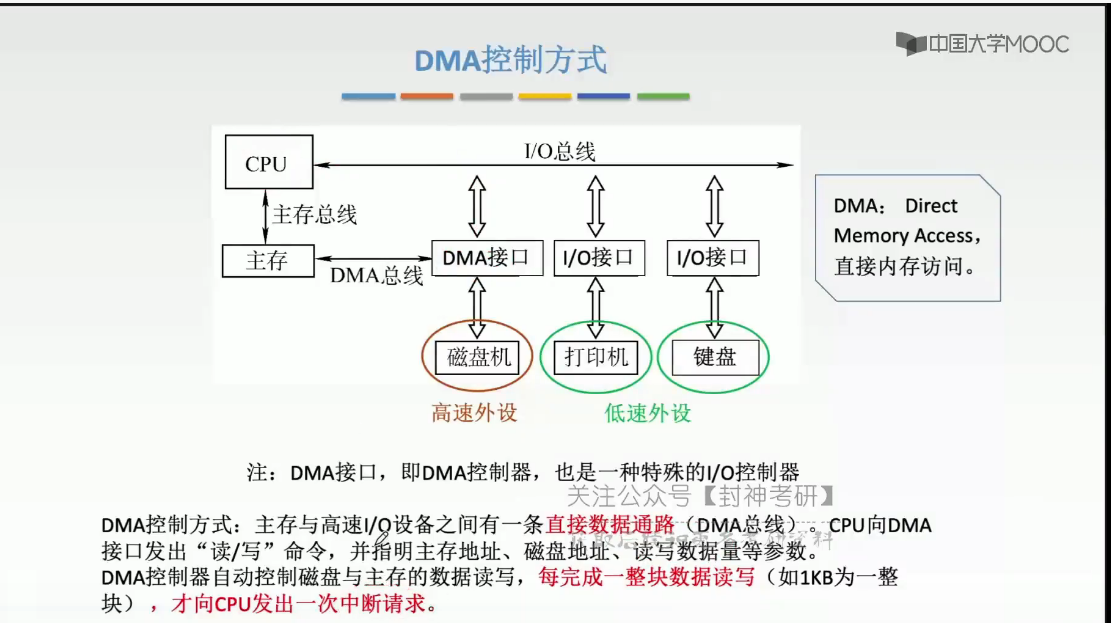 中国大学MOOC
DMA控制方式
I/O总线
CPU
主存总线
主存
DMA总线
DMA接口
I/O接口
I/O接口
磁盘机
打印机
键盘
高速外设
低速外设
DMA： Direct
Memory Access，
直接内存访问。
注：DMA接口，即DMA控制器，也是一种特殊的I/O控制器
关注公众号【封神考研】
DMA控制方式：主存与高速I/O设备之间有一条直接数据通路（DMA总线）。CPU向DMA
接口发出“读/写”命令，并指明主存地址、磁盘地址、读写数据量等参数。
DMA控制器自动控制磁盘与主存的数据读写，每完成一整块数据读写（如1KB为一整
块），才向CPU发出一次中断请求。